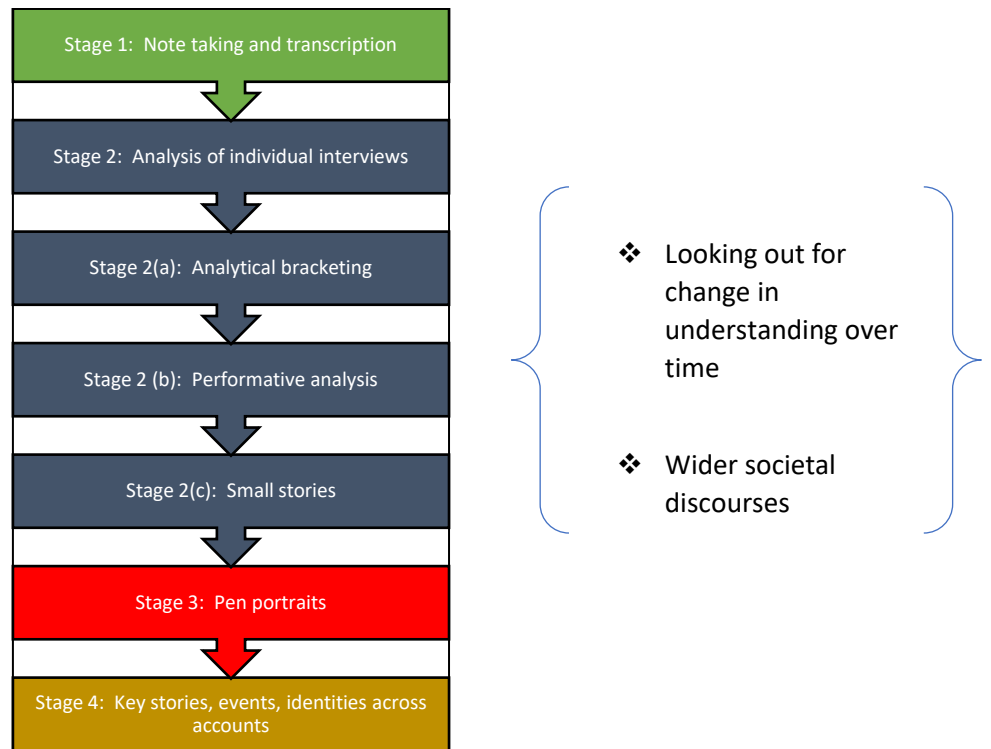 Stage 1:  Note taking and transcription
Stage 2:  Analysis of individual interviews
Stage 2(a):  Analytical bracketing
Stage 2 (b):  Performative analysis
Stage 2(c):  Small stories
Stage 3:  Pen portraits
Stage 4:  Key stories, events, identities across
accounts
❖ Looking out for
change in
understanding over
time
❖ Wider societal
discourses